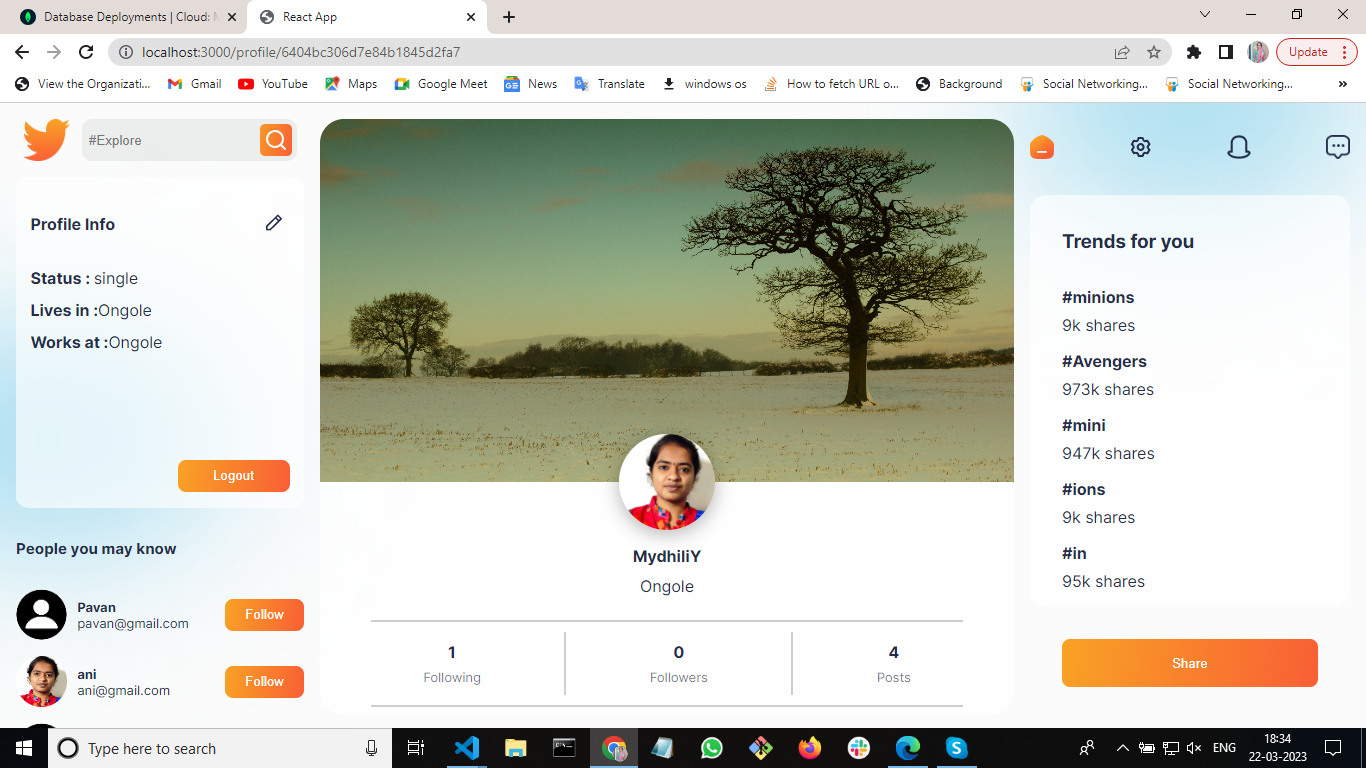 Database Deployments | Cloud: M
React App
localhost:3000/profile/6404bc306d7e84b1845d2fa7
Update
View the Organizati...
Gmail
YouTube
Maps
Google Meet
News
Translate
windows os
How to fetch URL o...
Background
Social Networking...
Social Networking...
»
#Explore
Profile Info
Status : single
Lives in :Ongole
Works at :Ongole
Logout
People you may know
Pavan
pavan@gmail.com
Follow
ani
ani@gmail.com
Follow
MydhiliY
Ongole
1
Following
0
Followers
4
Posts
Trends for you
#minions
9k shares
#Avengers
973k shares
#mini
947k shares
#ions
9k shares
#in
95k shares
Share
Type here to search
ENG
18:34
22-03-2023